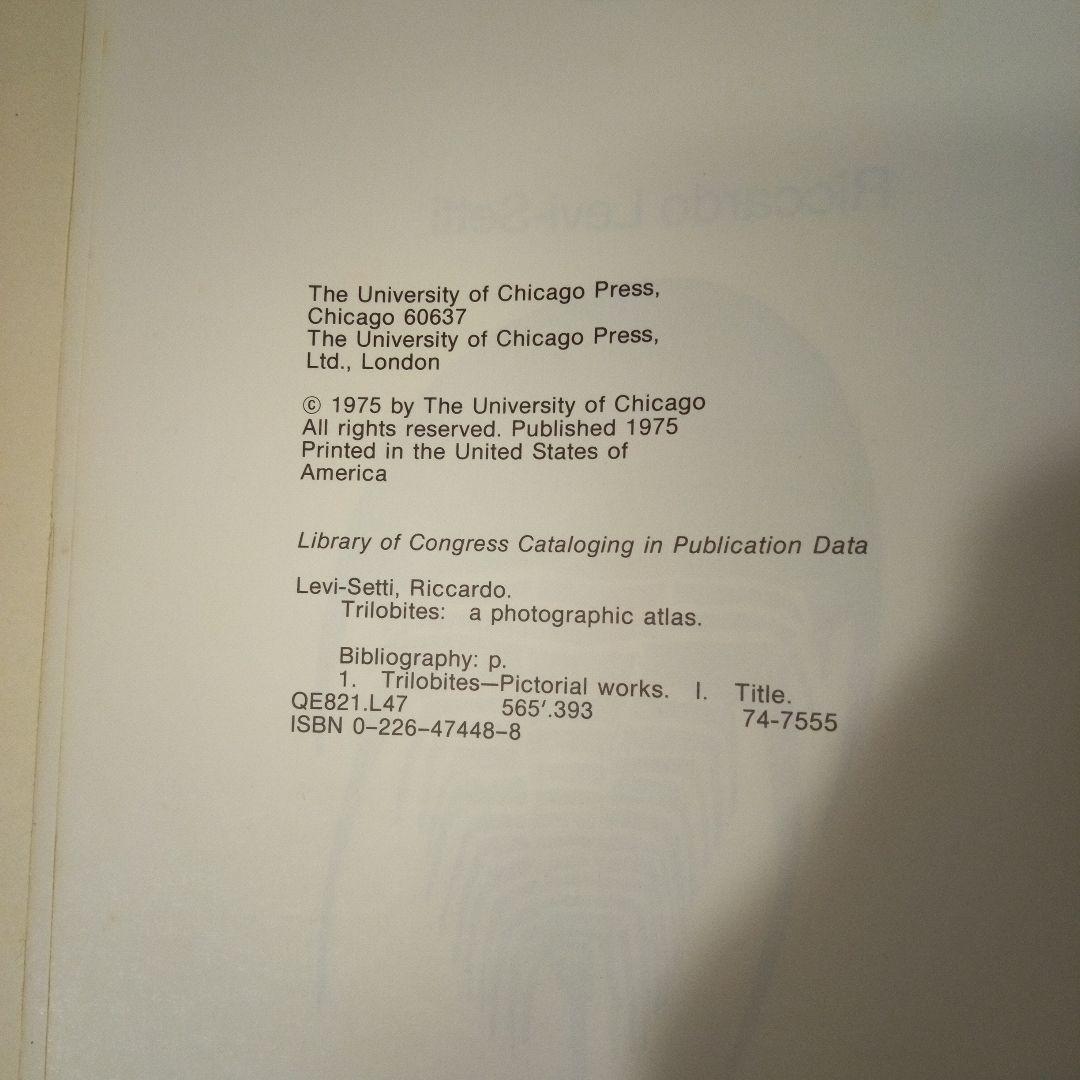 Riccardo Levi-Setti
The University of Chicago Press,
Chicago 60637
The University of Chicago Press,
Ltd., London
© 1975 by The University of Chicago
All rights reserved. Published 1975
Printed in the United States of
America
Library of Congress Cataloging in Publication Data
Levi-Setti, Riccardo.
Trilobites: a photographic atlas.
Bibliography: p.
1. Trilobites—Pictorial works. I. Title.
QE821.L47 565′.393 74-7555
ISBN 0–226–47448–8